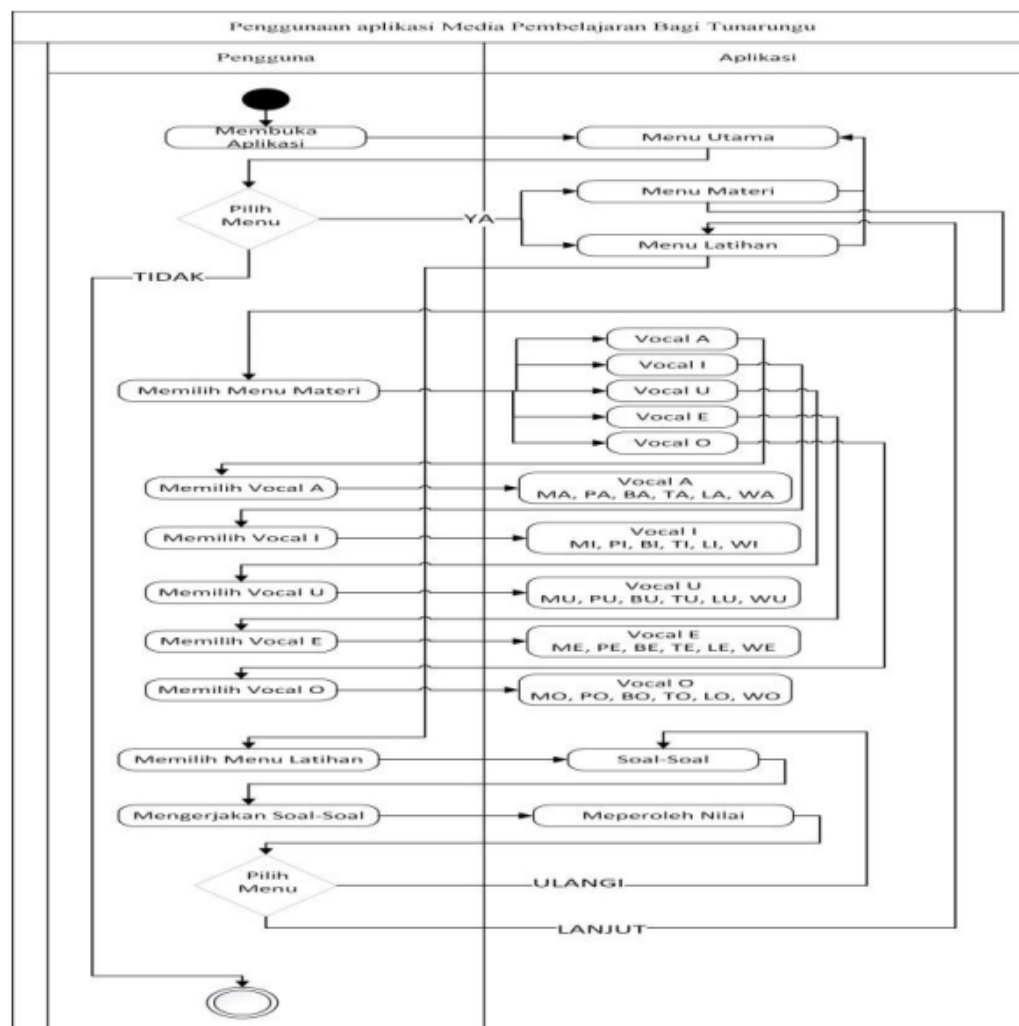 Penggunaan aplikasi Media Pembelajaran Bagi Tunarungu
Pengguna
Aplikasi
Membuka
Aplikasi
Menu Utama
Pilih
Menu
YA
Menu Materi
Menu Latihan
TIDAK
Vocal A
Vocal I
Memilih Menu Materi
Vocal U
Vocal E
Vocal O
Memilih Vocal A
Vocal A
MA, PA, BA, TA, LA, WA
Memilih Vocal I
Vocal I
MI, PI, BI, TI, LI, WI
Memilih Vocal U
Vocal U
MU, PU, BU, TU, LU, WU
Memilih Vocal E
Vocal E
ME, PE, BE, TE, LE, WE
Memilih Vocal O
Vocal O
MO, PO, BO, TO, LO, WO
Memilih Menu Latihan
Soal-Soal
Mengerjakan Soal-Soal
Meperoleh Nilai
Pilih
Menu
ULANGI
LANJUT